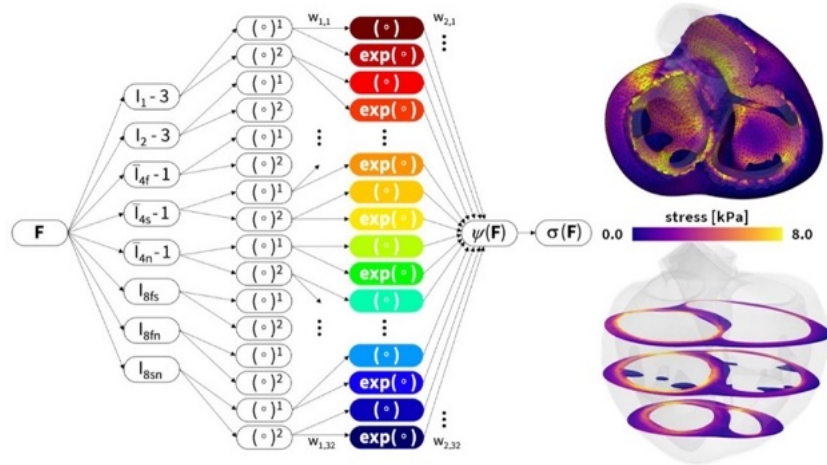 F
I₁ - 3
I₂ - 3
Ī₄f - 1
Ī₄s - 1
Ī₄n - 1
I₈fs
I₈fn
I₈sn
(∘)¹
(∘)²
(∘)¹
(∘)²
(∘)¹
(∘)²
(∘)¹
(∘)²
(∘)¹
(∘)²
(∘)¹
(∘)²
(∘)¹
(∘)²
(∘)¹
(∘)²
w₁,₁
w₁,₃₂
(∘)
exp(∘)
(∘)
exp(∘)
exp(∘)
(∘)
exp(∘)
(∘)
exp(∘)
(∘)
(∘)
exp(∘)
(∘)
exp(∘)
w₂,₁
w₂,₃₂
ψ(F)
σ(F)
stress [kPa]
0.0 8.0